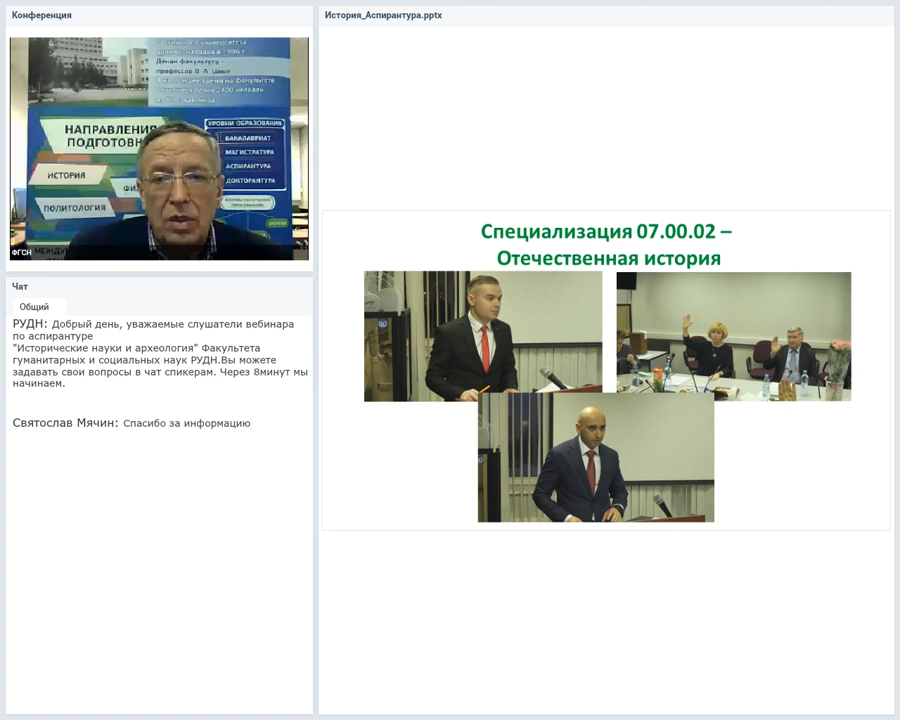 Конференция
История_Аспирантура.pptx
Декан факультета –
НАПРАВЛЕНИЯ
УРОВНИ ОБРАЗОВАНИЯ
БАКАЛАВРИАТ
МАГИСТРАТУРА
АСПИРАНТУРА
ДОКТОРАНТУРА
ИСТОРИЯ
ПОЛИТОЛОГИЯ
ФГСН
Специализация 07.00.02 –
Отечественная история
Чат
Общий
РУДН: Добрый день, уважаемые слушатели вебинара
по аспирантуре
"Исторические науки и археология" Факультета
гуманитарных и социальных наук РУДН.Вы можете
задавать свои вопросы в чат спикерам. Через 8минут мы
начинаем.
Святослав Мячин: Спасибо за информацию